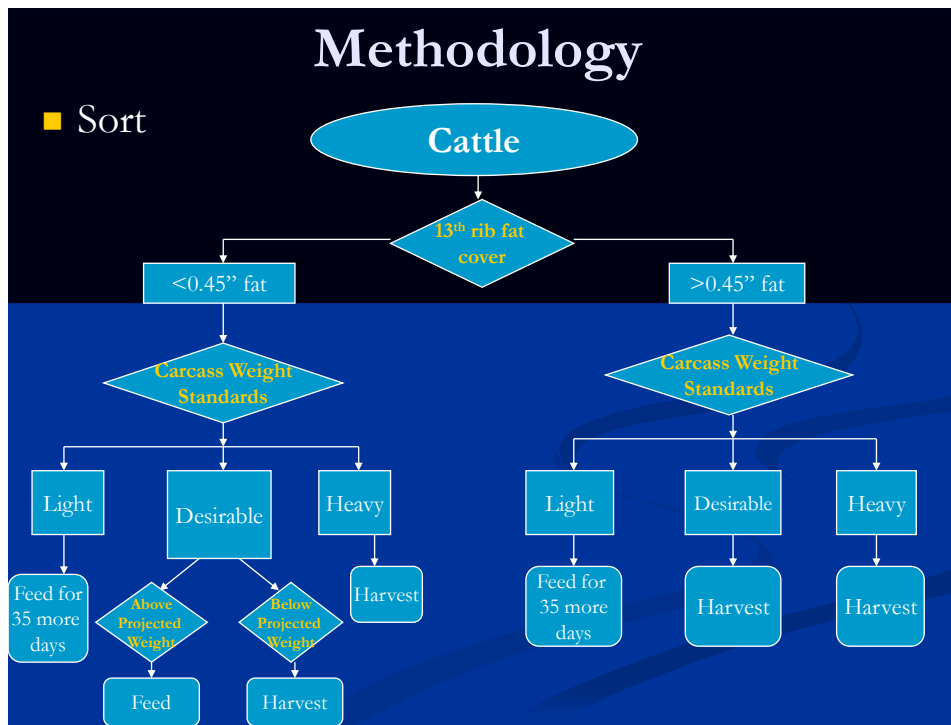 Methodology
Sort
Cattle
13th rib fat
cover
<0.45” fat
>0.45” fat
Carcass Weight
Standards
Carcass Weight
Standards
Light
Desirable
Heavy
Light
Desirable
Heavy
Feed for
35 more
days
Above
Projected
Weight
Below
Projected
Weight
Harvest
Feed for
35 more
days
Harvest
Harvest
Feed
Harvest